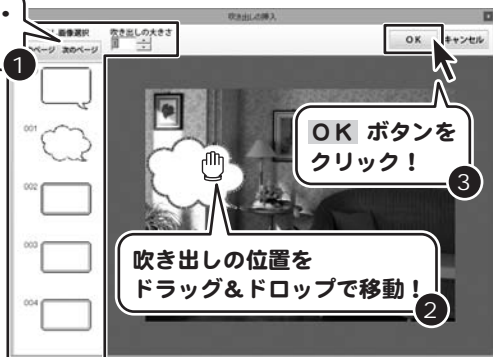 吹き出しの挿入
画像選択
吹き出しの大きさ
ページ 次のページ
OK
キャンセル
1
001
002
003
004
OK ボタンを
クリック！
3
吹き出しの位置を
ドラッグ&ドロップで移動！
2